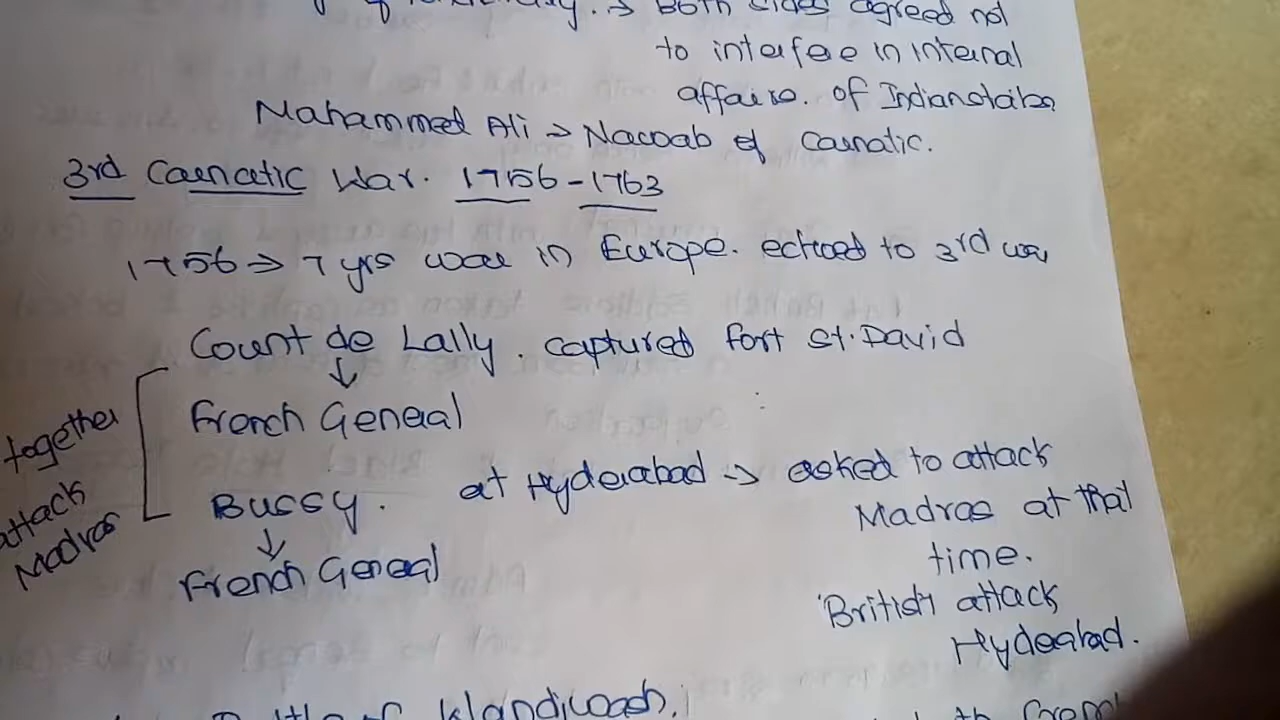 → Both sides agreed not
to interfee in internal
affairs. of Indian states
Mahammed Ali → Nawab of Carnatic.
3rd Carnatic War. 1756-1763
1756 ⇒ 7 yrs war in Europe. echoed to 3rd war
Count de Lally. captured fort St. David
↓
French General
together
attack
Madras
Bussy. at Hyderabad → asked to attack
Madras at that
time.
↓
French General
British attack
Hyderabad.
Wandiwash.